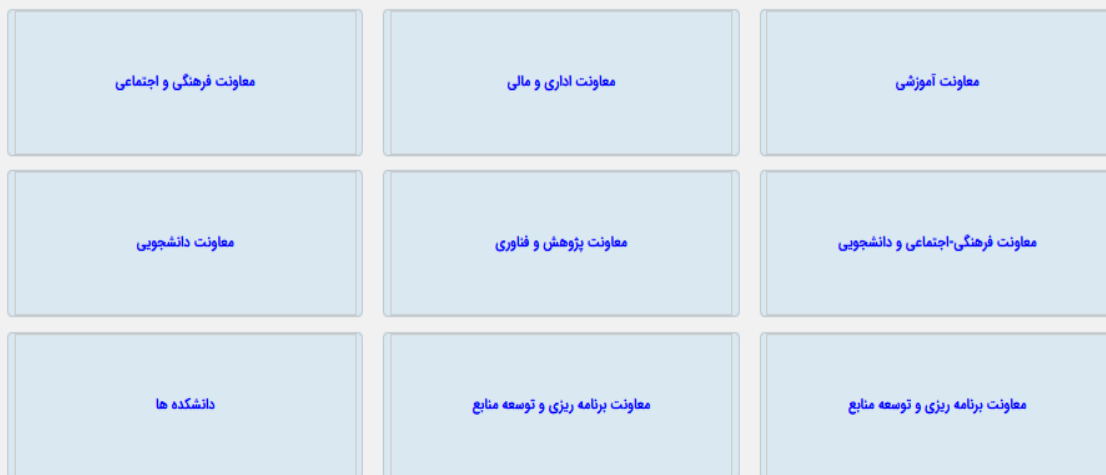 معاونت آموزشی
معاونت اداری و مالی
معاونت فرهنگی و اجتماعی
معاونت فرهنگی-اجتماعی و دانشجویی
معاونت پژوهش و فناوری
معاونت دانشجویی
معاونت برنامه ریزی و توسعه منابع
معاونت برنامه ریزی و توسعه منابع
دانشکده ها